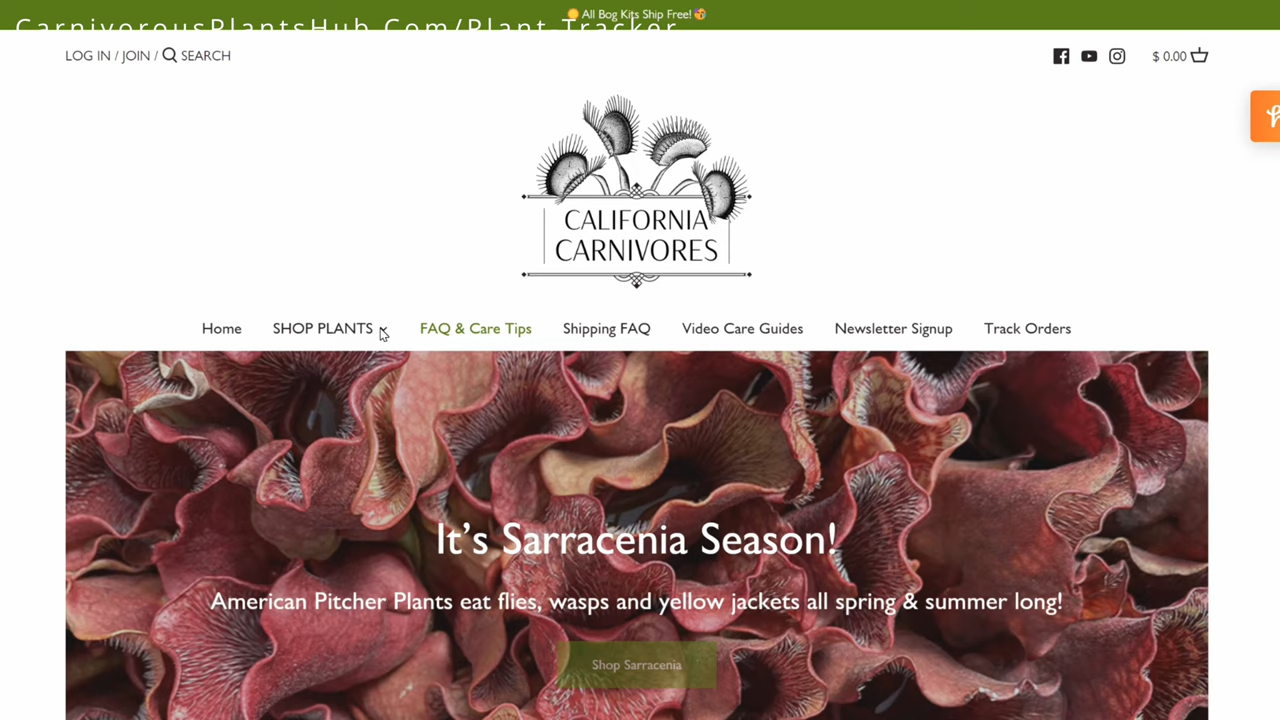 🌞 All Bog Kits Ship Free! 🥳
CarnivorousPlantsHub.Com/Plant-Tracker
LOG IN / JOIN / SEARCH
$ 0.00
CALIFORNIA
CARNIVORES
Home SHOP PLANTS FAQ & Care Tips Shipping FAQ Video Care Guides Newsletter Signup Track Orders
It's Sarracenia Season!
American Pitcher Plants eat flies, wasps and yellow jackets all spring & summer long!
Shop Sarracenia